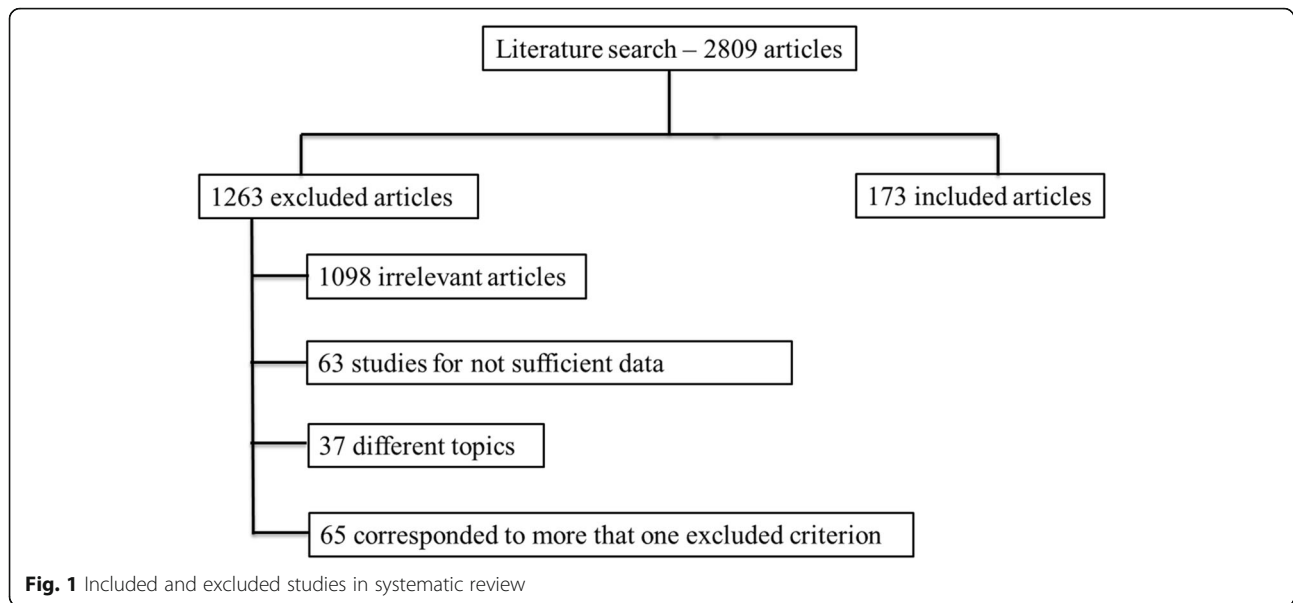 Literature search – 2809 articles
1263 excluded articles
173 included articles
1098 irrelevant articles
63 studies for not sufficient data
37 different topics
65 corresponded to more that one excluded criterion
Fig. 1 Included and excluded studies in systematic review